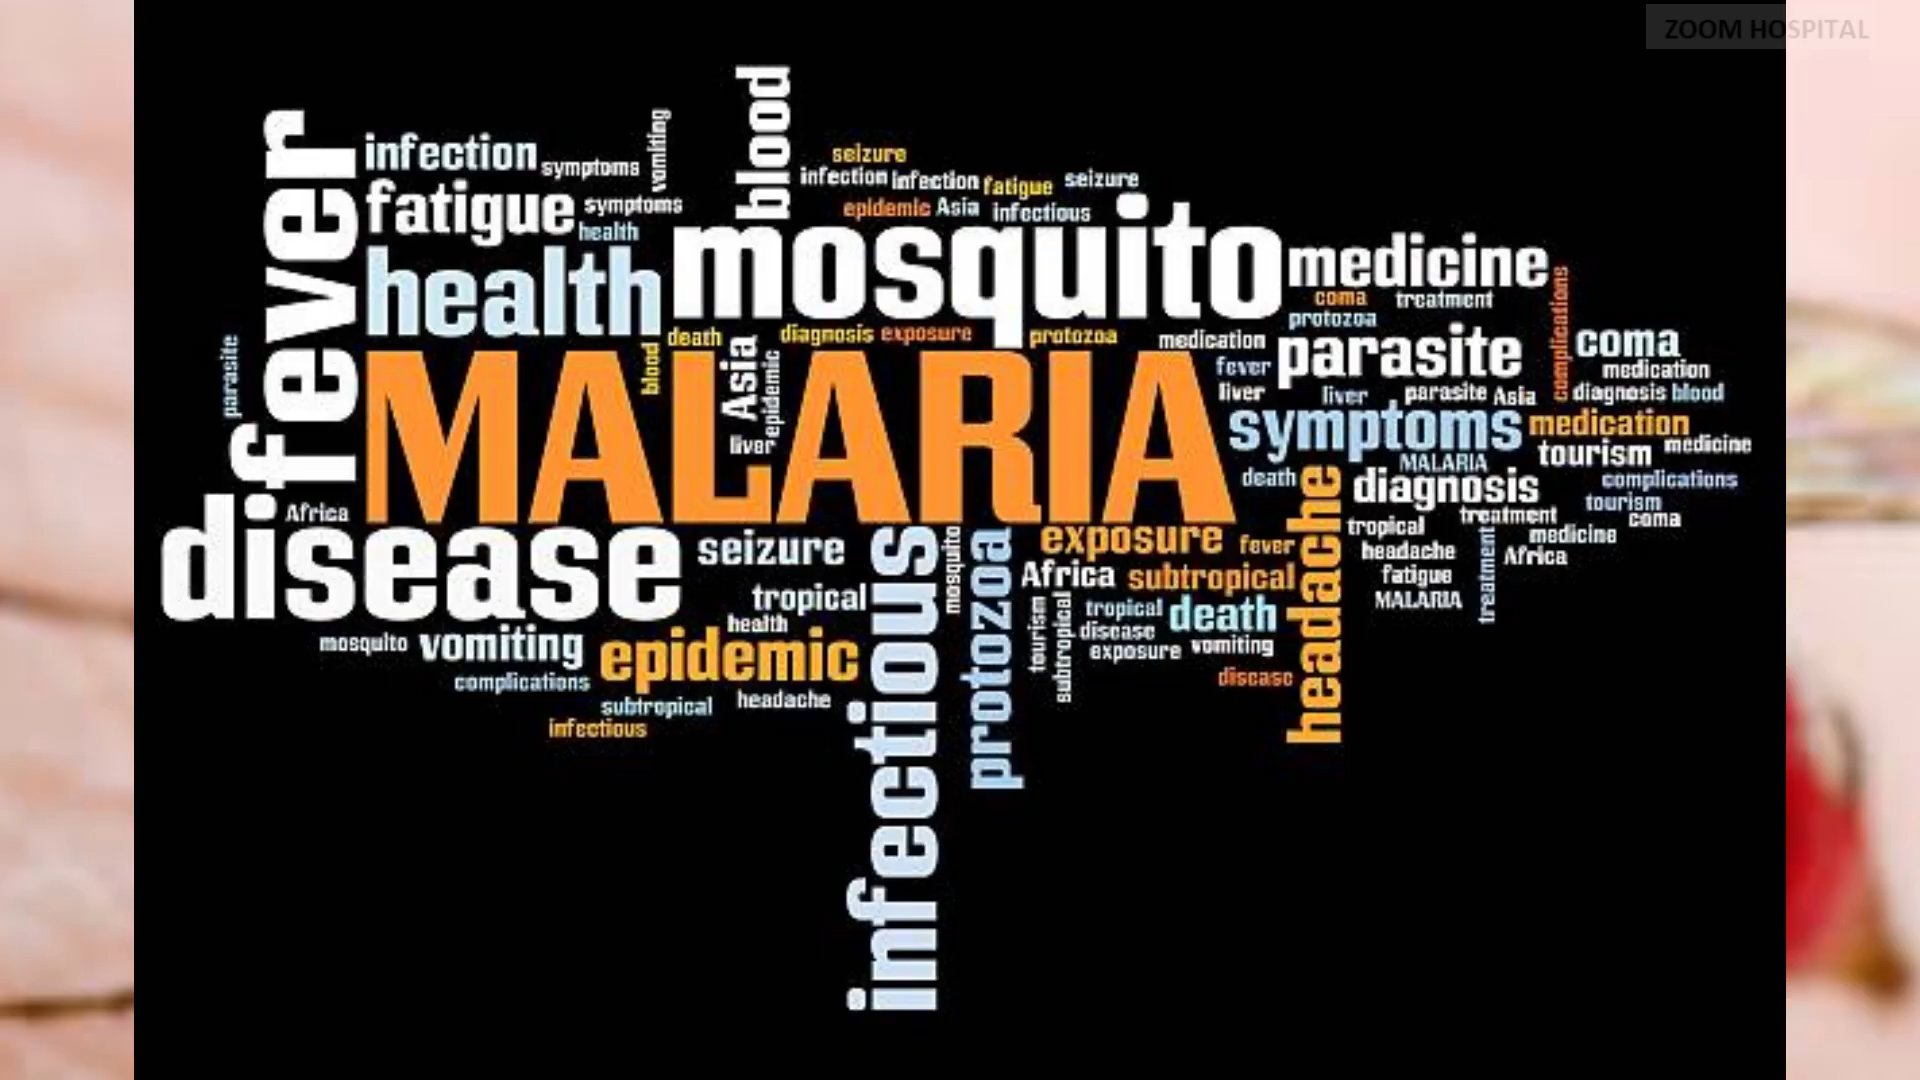 ZOOM HOSPITAL
blood
fever
infection
symptoms
vomiting
seizure
infection
infection
fatigue
seizure
fatigue
symptoms
epidemic
Asia
infectious
health
health
mosquito
medicine
coma
treatment
complications
protozoa
death
diagnosis
exposure
protozoa
medication
parasite
coma
parasite
blood
Asia
epidemic
fever
medication
liver
liver
parasite
Asia
diagnosis
blood
MALARIA
liver
symptoms
medication
tourism
medicine
MALARIA
death
diagnosis
complications
tourism
Africa
headache
tropical
treatment
coma
disease
seizure
infectious
mosquito
protozoa
exposure
fever
headache
treatment
medicine
Africa
Africa
subtropical
fatigue
MALARIA
tropical
tourism
subtropical
tropical
death
health
disease
mosquito
vomiting
epidemic
exposure
vomiting
complications
disease
subtropical
headache
infectious